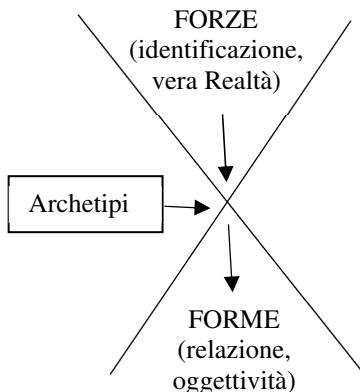 FORZE
(identificazione,
vera Realtà)
Archetipi
FORME
(relazione,
oggettività)